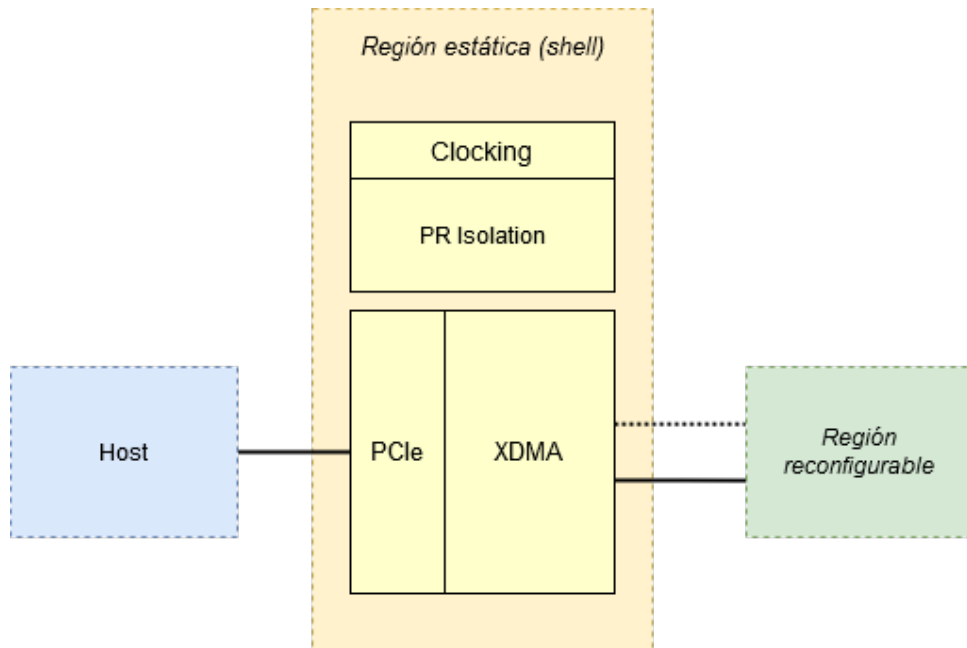 Región estática (shell)
Clocking
PR Isolation
Host
PCIe
XDMA
Región
reconfigurable